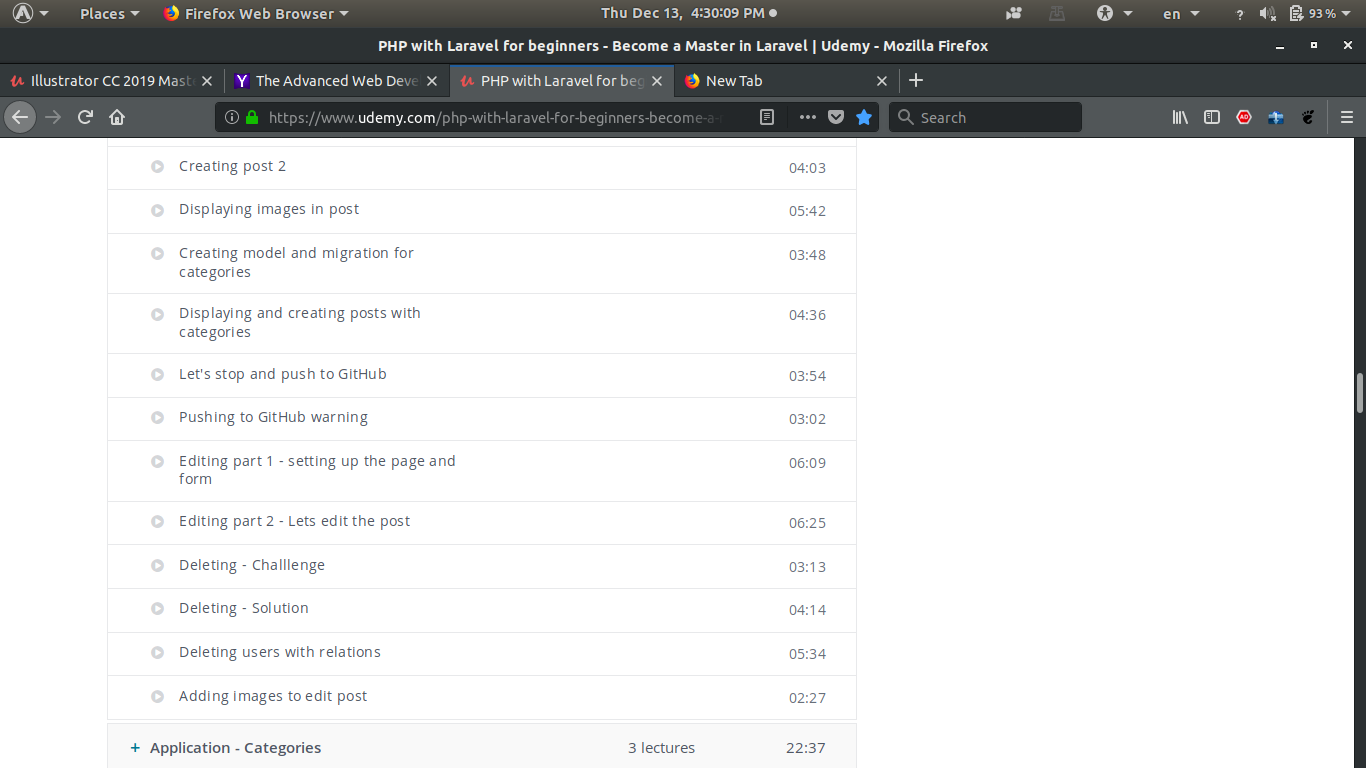 Places
Firefox Web Browser
Thu Dec 13, 4:30:09 PM
en
?
93 %
PHP with Laravel for beginners - Become a Master in Laravel | Udemy - Mozilla Firefox
Illustrator CC 2019 Mast
The Advanced Web Deve
PHP with Laravel for beg
New Tab
https://www.udemy.com/php-with-laravel-for-beginners-become-a-
Search
Creating post 2 04:03
Displaying images in post 05:42
Creating model and migration for 03:48
categories
Displaying and creating posts with 04:36
categories
Let's stop and push to GitHub 03:54
Pushing to GitHub warning 03:02
Editing part 1 - setting up the page and 06:09
form
Editing part 2 - Lets edit the post 06:25
Deleting - Challlenge 03:13
Deleting - Solution 04:14
Deleting users with relations 05:34
Adding images to edit post 02:27
+ Application - Categories 3 lectures 22:37